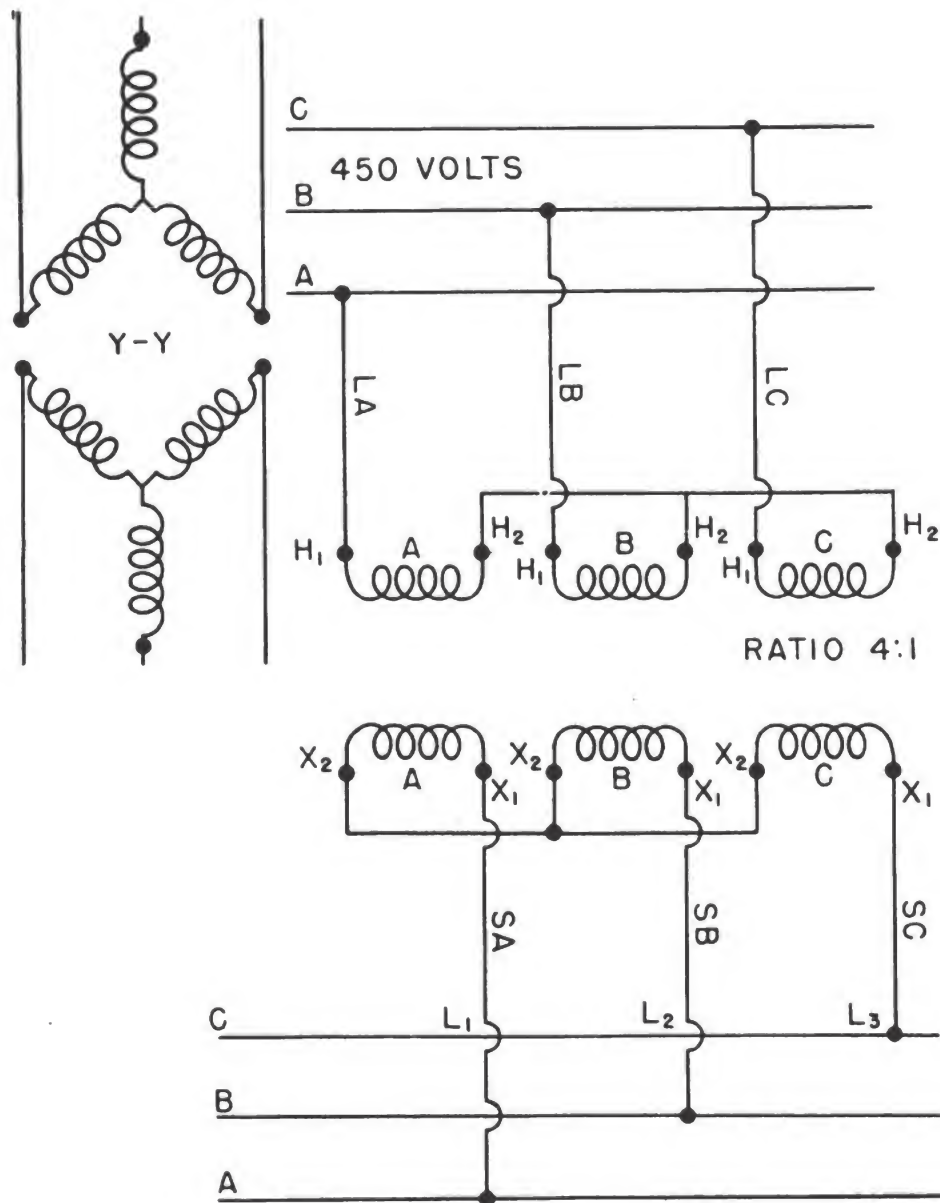 C
450 VOLTS
B
A
Y-Y
LA
LB
LC
H₁ A H₂ H₁ B H₂ H₁ C H₂
RATIO 4:1
X₂ A X₁ X₂ B X₁ X₂ C X₁
SA
SB
SC
C L₁ L₂ L₃
B
A